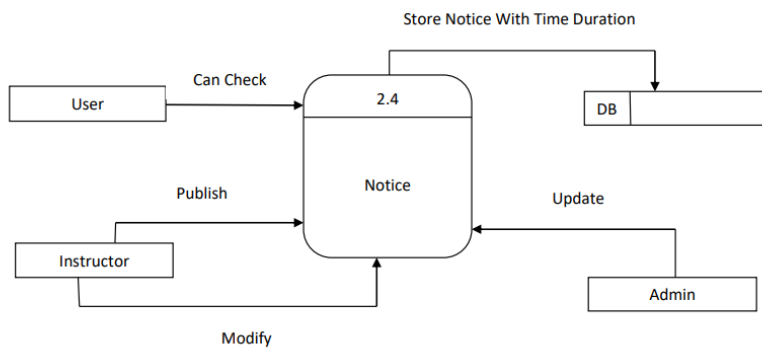 Store Notice With Time Duration
Can Check
User
2.4
DB
Notice
Publish
Update
Instructor
Admin
Modify